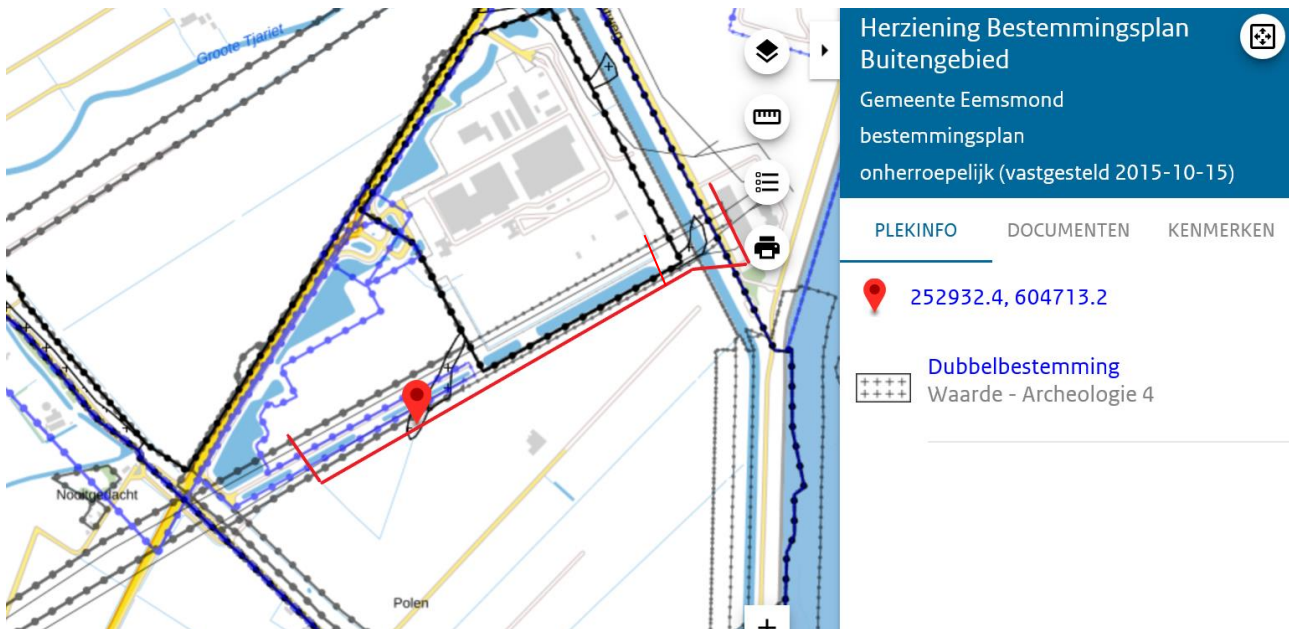 Groote Tjariet
Nooitgedacht
Polen
Herziening Bestemmingsplan
Buitengebied
Gemeente Eemsmond
bestemmingsplan
onherroepelijk (vastgesteld 2015-10-15)
PLEKINFO DOCUMENTEN KENMERKEN
252932.4, 604713.2
Dubbelbestemming
Waarde - Archeologie 4